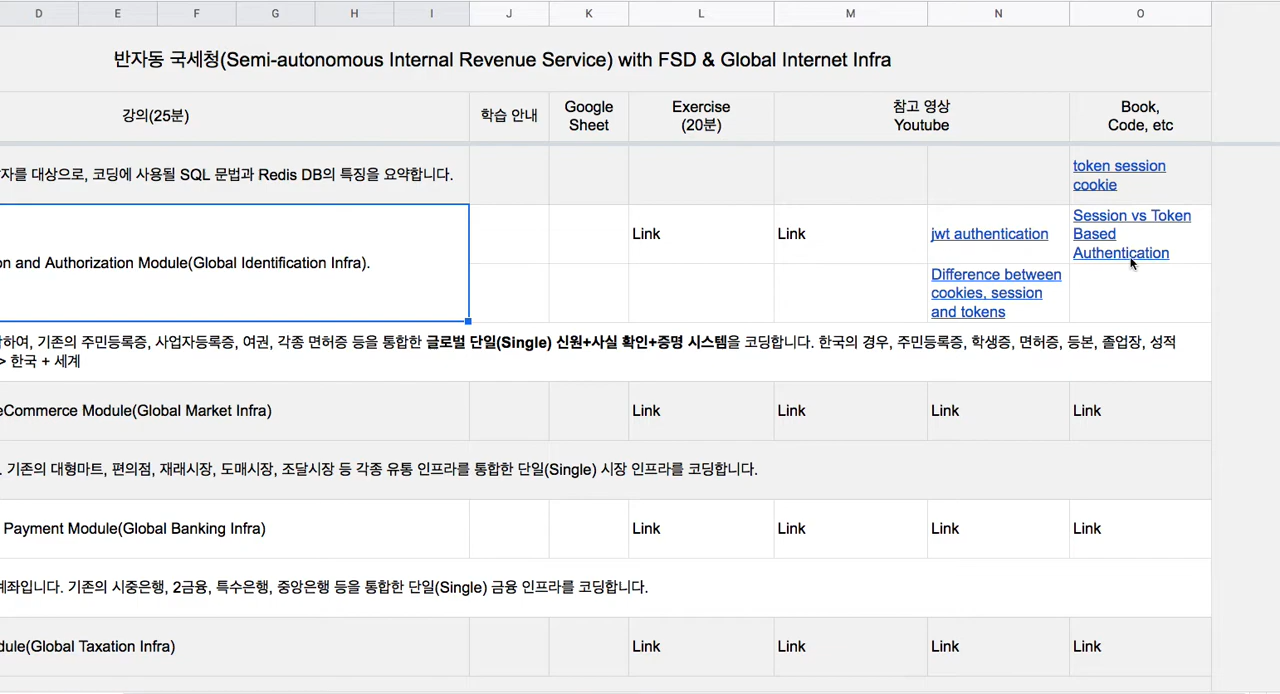 D E F G H I J K L M N O
반자동 국세청(Semi-autonomous Internal Revenue Service) with FSD & Global Internet Infra
강의(25분)
학습 안내
Google
Sheet
Exercise
(20분)
참고 영상
Youtube
Book,
Code, etc
자를 대상으로, 코딩에 사용될 SQL 문법과 Redis DB의 특징을 요약합니다.
token session
cookie
on and Authorization Module(Global Identification Infra).
Link
Link
jwt authentication
Session vs Token
Based
Authentication
Difference between
cookies, session
and tokens
하여, 기존의 주민등록증, 사업자등록증, 여권, 각종 면허증 등을 통합한 글로벌 단일(Single) 신원+사실 확인+증명 시스템을 코딩합니다. 한국의 경우, 주민등록증, 학생증, 면허증, 등본, 졸업장, 성적
> 한국 + 세계
eCommerce Module(Global Market Infra)
Link
Link
Link
Link
. 기존의 대형마트, 편의점, 재래시장, 도매시장, 조달시장 등 각종 유통 인프라를 통합한 단일(Single) 시장 인프라를 코딩합니다.
Payment Module(Global Banking Infra)
Link
Link
Link
Link
계좌입니다. 기존의 시중은행, 2금융, 특수은행, 중앙은행 등을 통합한 단일(Single) 금융 인프라를 코딩합니다.
dule(Global Taxation Infra)
Link
Link
Link
Link